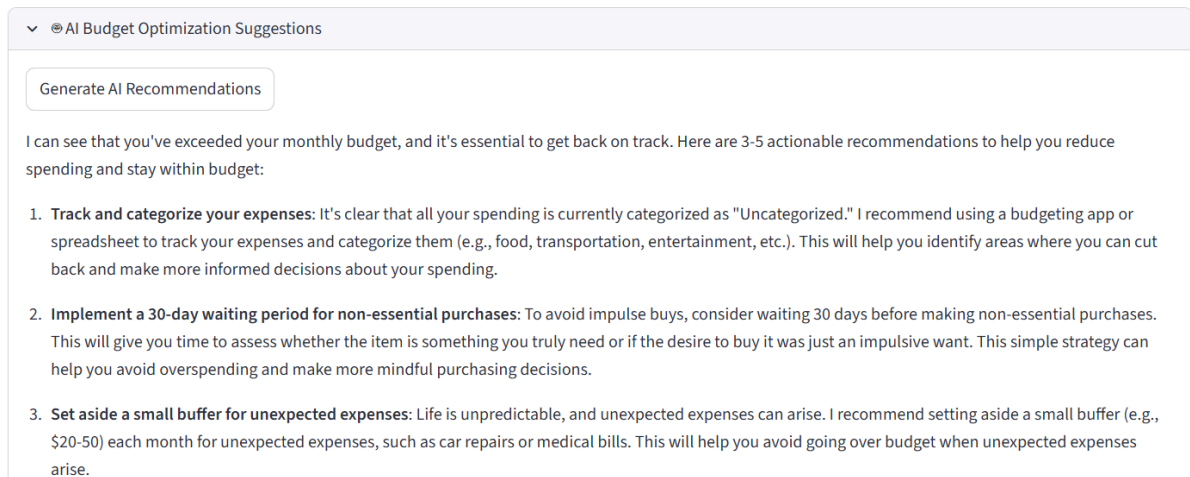 AI Budget Optimization Suggestions
Generate AI Recommendations
I can see that you've exceeded your monthly budget, and it's essential to get back on track. Here are 3-5 actionable recommendations to help you reduce
spending and stay within budget:
1. Track and categorize your expenses: It's clear that all your spending is currently categorized as "Uncategorized." I recommend using a budgeting app or
spreadsheet to track your expenses and categorize them (e.g., food, transportation, entertainment, etc.). This will help you identify areas where you can cut
back and make more informed decisions about your spending.
2. Implement a 30-day waiting period for non-essential purchases: To avoid impulse buys, consider waiting 30 days before making non-essential purchases.
This will give you time to assess whether the item is something you truly need or if the desire to buy it was just an impulsive want. This simple strategy can
help you avoid overspending and make more mindful purchasing decisions.
3. Set aside a small buffer for unexpected expenses: Life is unpredictable, and unexpected expenses can arise. I recommend setting aside a small buffer (e.g.,
$20-50) each month for unexpected expenses, such as car repairs or medical bills. This will help you avoid going over budget when unexpected expenses
arise.